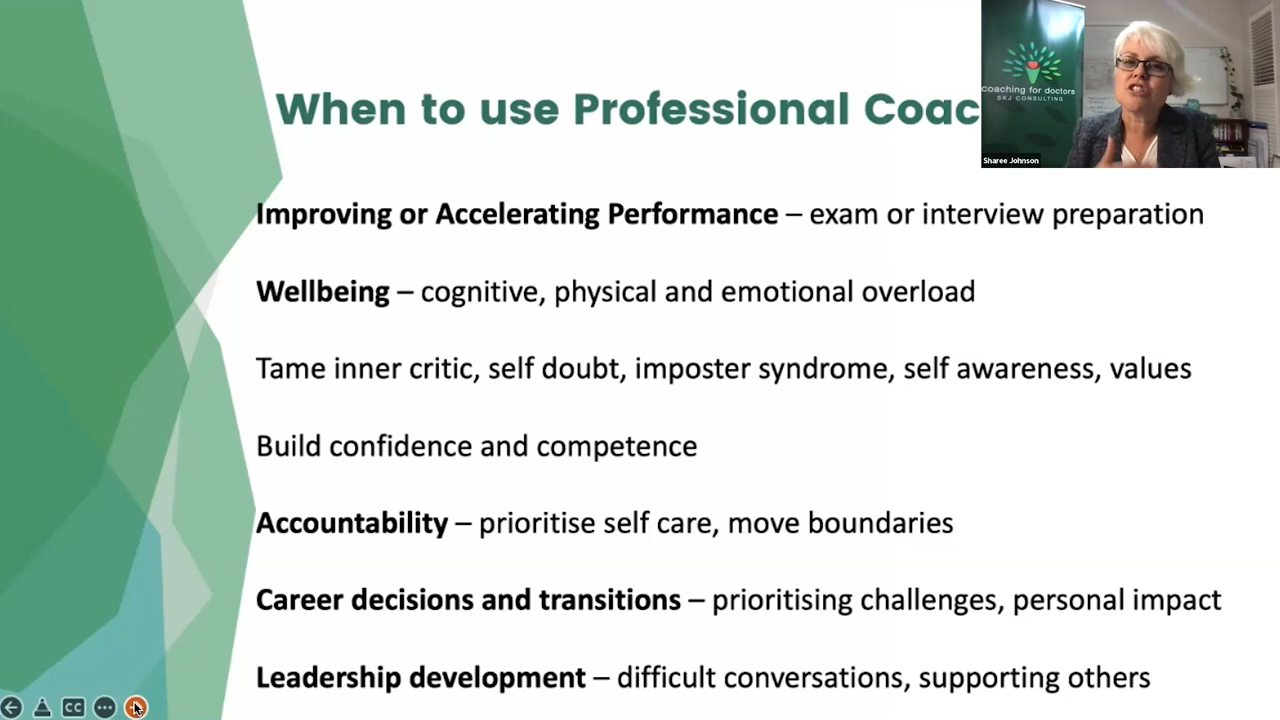 When to use Professional Coac
coaching for doctors
SKJ CONSULTING
Sharee Johnson
Improving or Accelerating Performance – exam or interview preparation
Wellbeing – cognitive, physical and emotional overload
Tame inner critic, self doubt, imposter syndrome, self awareness, values
Build confidence and competence
Accountability – prioritise self care, move boundaries
Career decisions and transitions – prioritising challenges, personal impact
Leadership development – difficult conversations, supporting others
CC